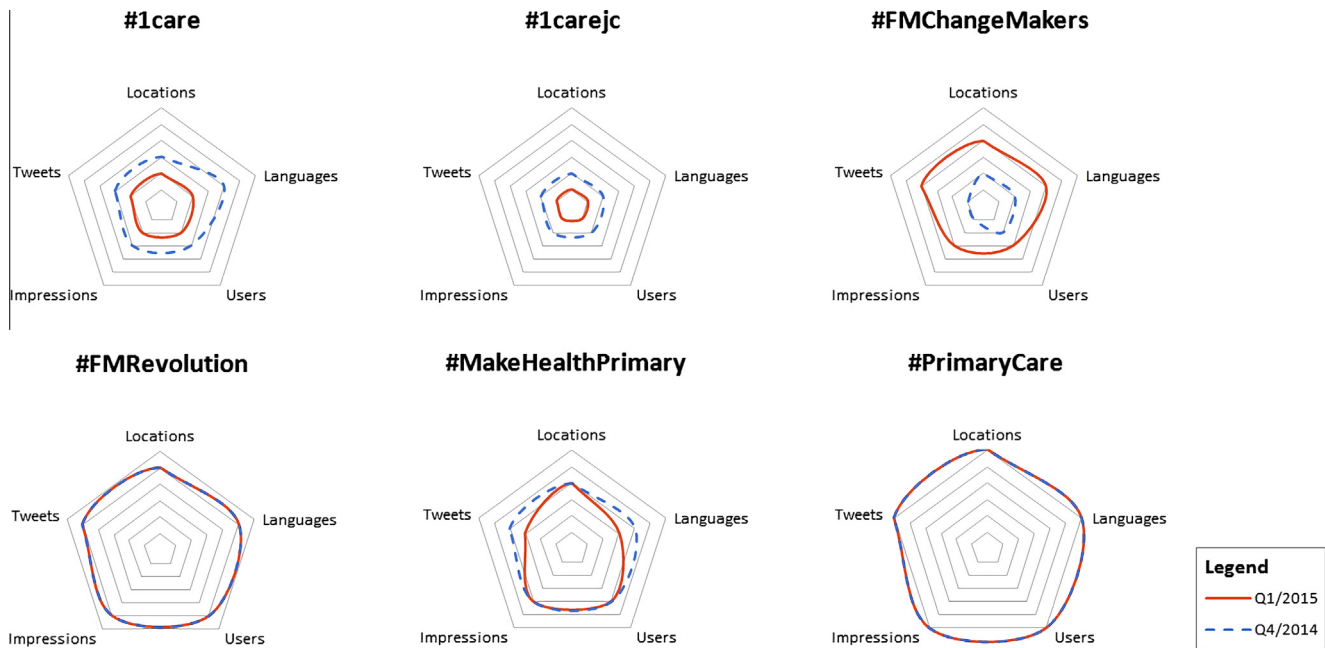 #1care
Locations
Tweets
Languages
Impressions
Users
#1carejc
Locations
Tweets
Languages
Impressions
Users
#FMChangeMakers
Locations
Tweets
Languages
Impressions
Users
#FMRevolution
Locations
Tweets
Languages
Impressions
Users
#MakeHealthPrimary
Locations
Tweets
Languages
Impressions
Users
#PrimaryCare
Locations
Tweets
Languages
Impressions
Users
Legend
Q1/2015
Q4/2014